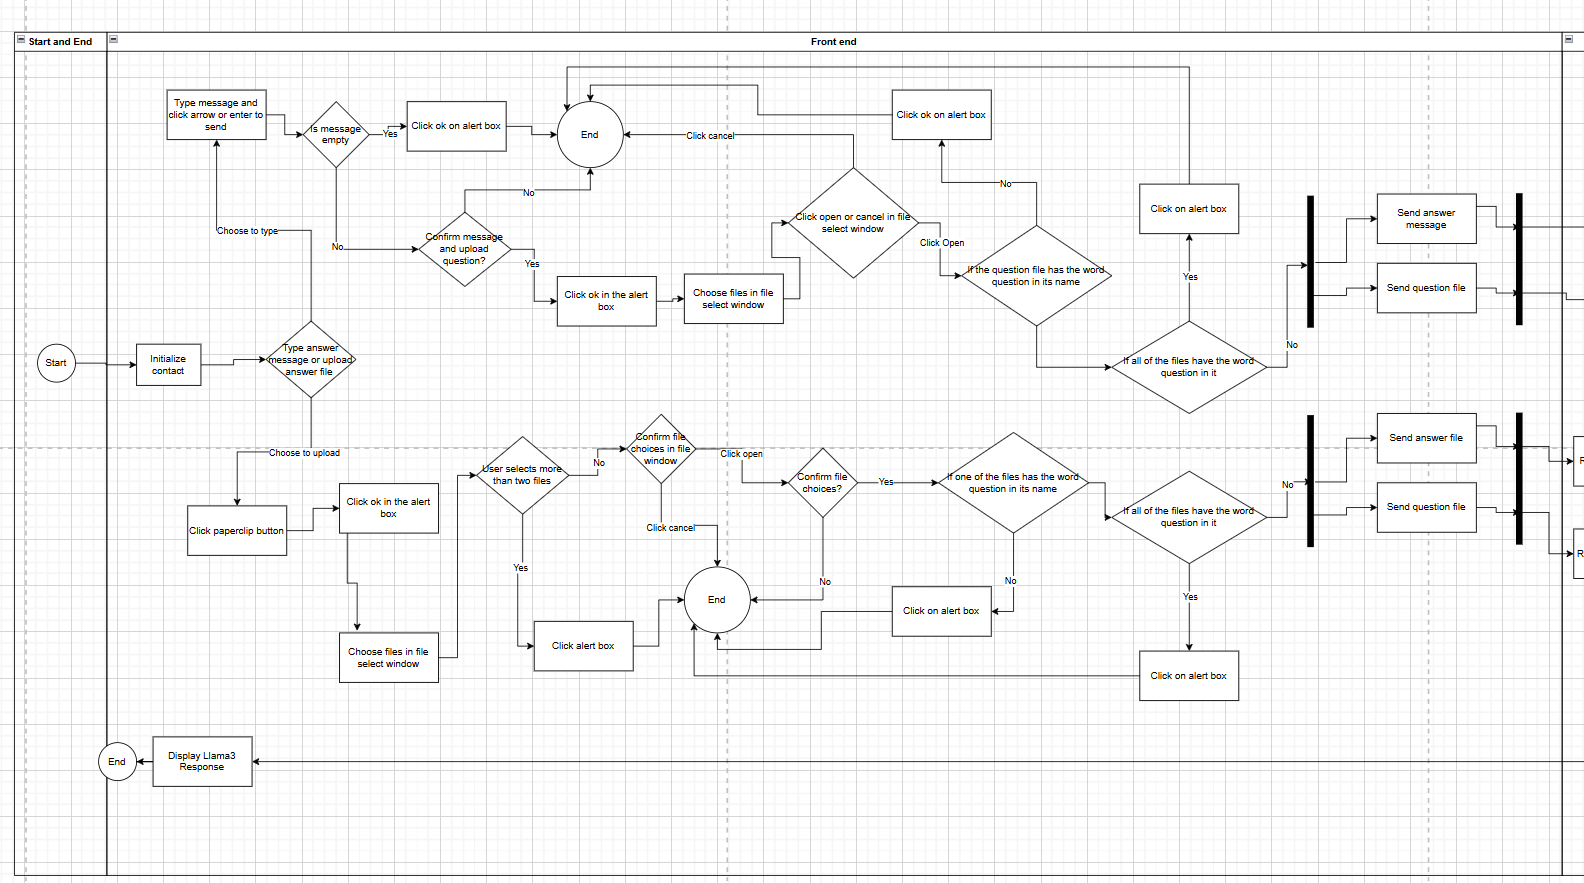 Start and End
Front end
Type message and
click arrow or enter to
send
Is message
empty
Yes
Click ok on alert box
End
Click cancel
Click ok on alert box
No
No
Choose to type
No
Confirm message
and upload
question?
Yes
Click open or cancel in file
select window
Click Open
Click on alert box
Send answer
message
If the question file has the word
question in its name
Yes
Send question file
Click ok in the alert
box
Choose files in file
select window
No
Start
Initialize
contact
Type answer
message or upload
answer file
If all of the files have the word
question in it
Choose to upload
User selects more
than two files
No
Confirm file
choices in file
window
Click open
Confirm file
choices?
Yes
If one of the files has the word
question in its name
No
Send answer file
R
Click paperclip button
Click ok in the alert
box
Click cancel
If all of the files have the word
question in it
Send question file
Yes
No
No
Yes
R
End
Click on alert box
Choose files in file
select window
Click alert box
Click on alert box
End
Display Llama3
Response